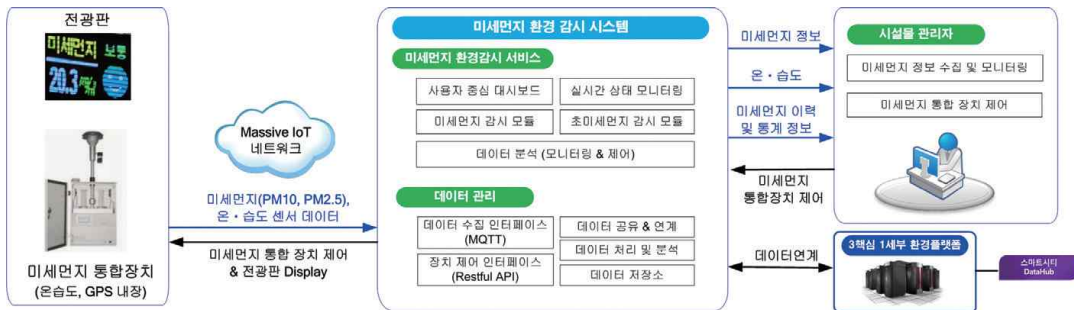 전광판
미세먼지 보통
20.3
미세먼지 통합장치
(온습도, GPS 내장)
Massive IoT
네트워크
미세먼지(PM10, PM2.5),
온・습도 센서 데이터
미세먼지 통합 장치 제어
& 전광판 Display
미세먼지 환경 감시 시스템
미세먼지 환경감시 서비스
사용자 중심 대시보드
실시간 상태 모니터링
미세먼지 감시 모듈
초미세먼지 감시 모듈
데이터 분석 (모니터링 & 제어)
데이터 관리
데이터 수집 인터페이스
(MQTT)
장치 제어 인터페이스
(Restful API)
데이터 공유 & 연계
데이터 처리 및 분석
데이터 저장소
미세먼지 정보
온・습도
미세먼지 이력
및 통계 정보
미세먼지
통합장치 제어
데이터연계
시설물 관리자
미세먼지 정보 수집 및 모니터링
미세먼지 통합 장치 제어
3핵심 1세부 환경플랫폼
스마트시티
DataHub